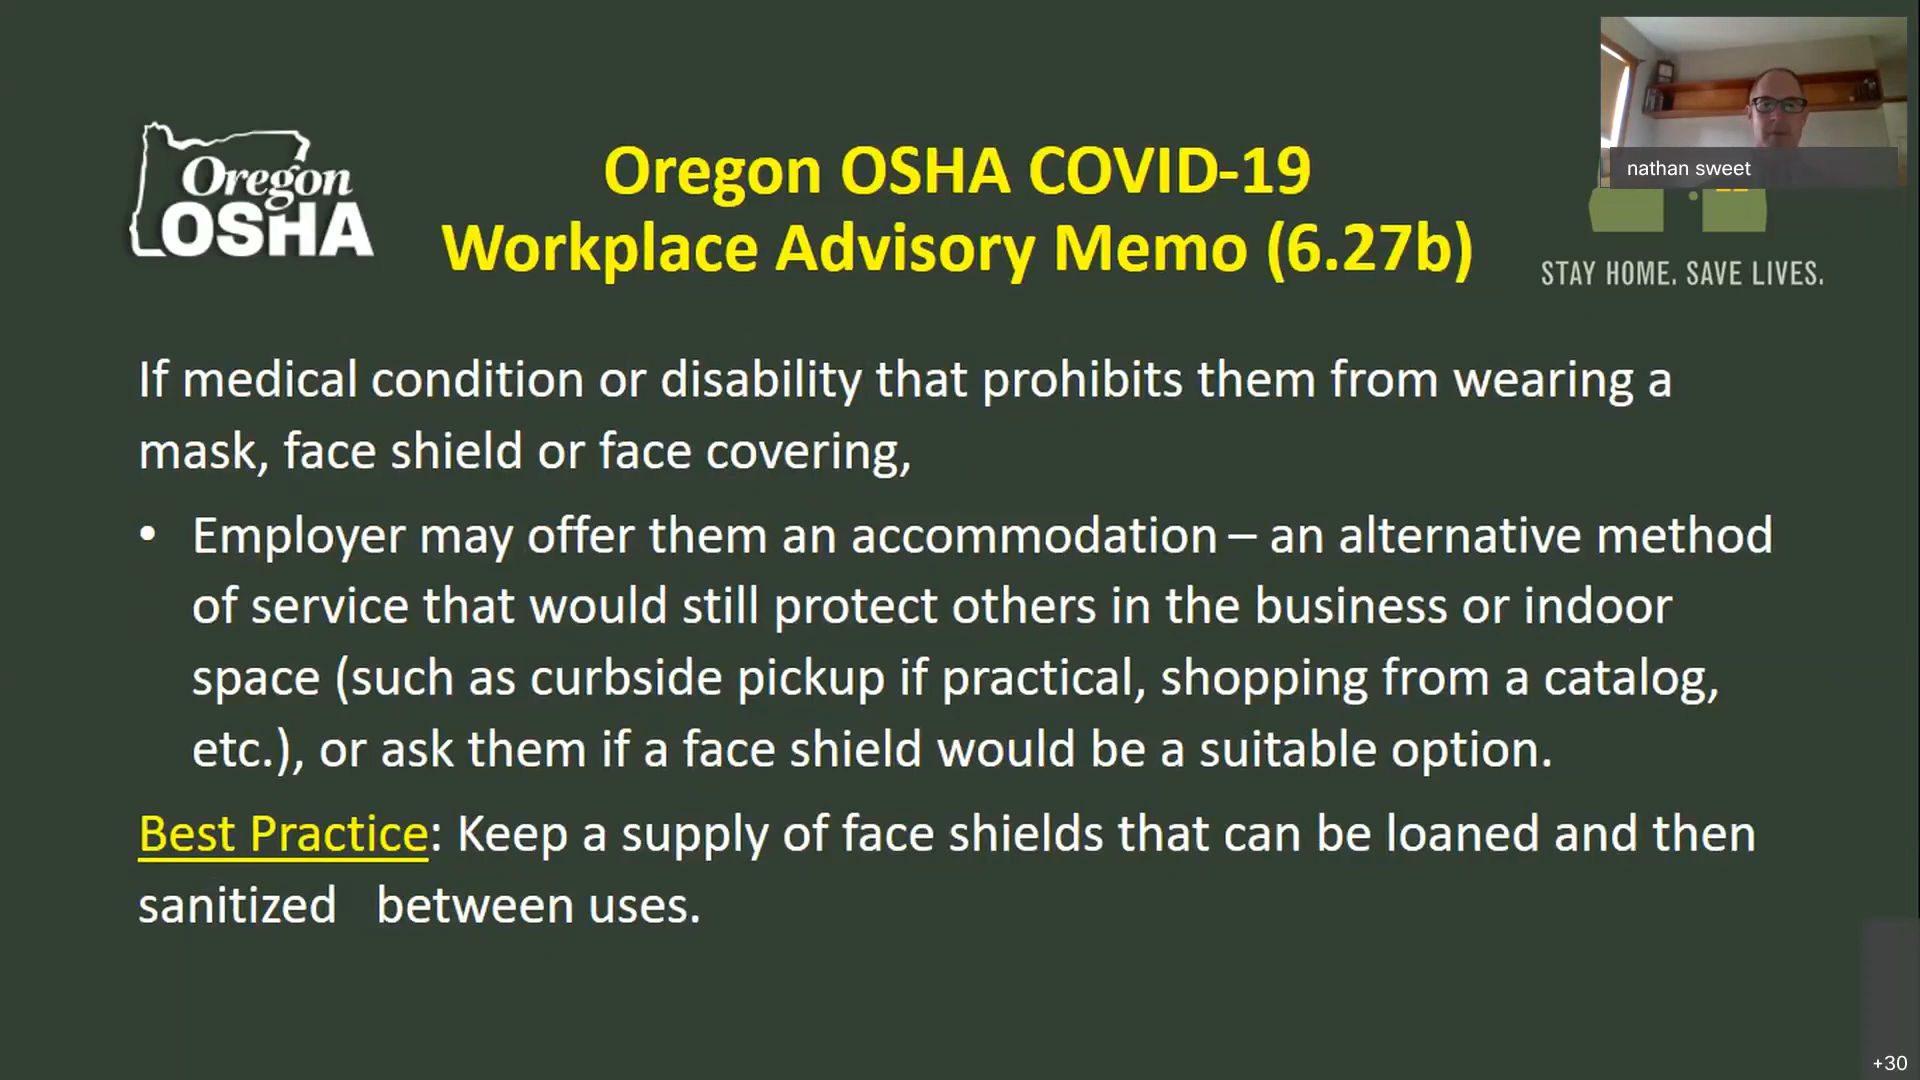 nathan sweet
Oregon
OSHA
Oregon OSHA COVID-19
Workplace Advisory Memo (6.27b)
STAY HOME. SAVE LIVES.
If medical condition or disability that prohibits them from wearing a
mask, face shield or face covering,
• Employer may offer them an accommodation – an alternative method
of service that would still protect others in the business or indoor
space (such as curbside pickup if practical, shopping from a catalog,
etc.), or ask them if a face shield would be a suitable option.
Best Practice: Keep a supply of face shields that can be loaned and then
sanitized   between uses.
+30